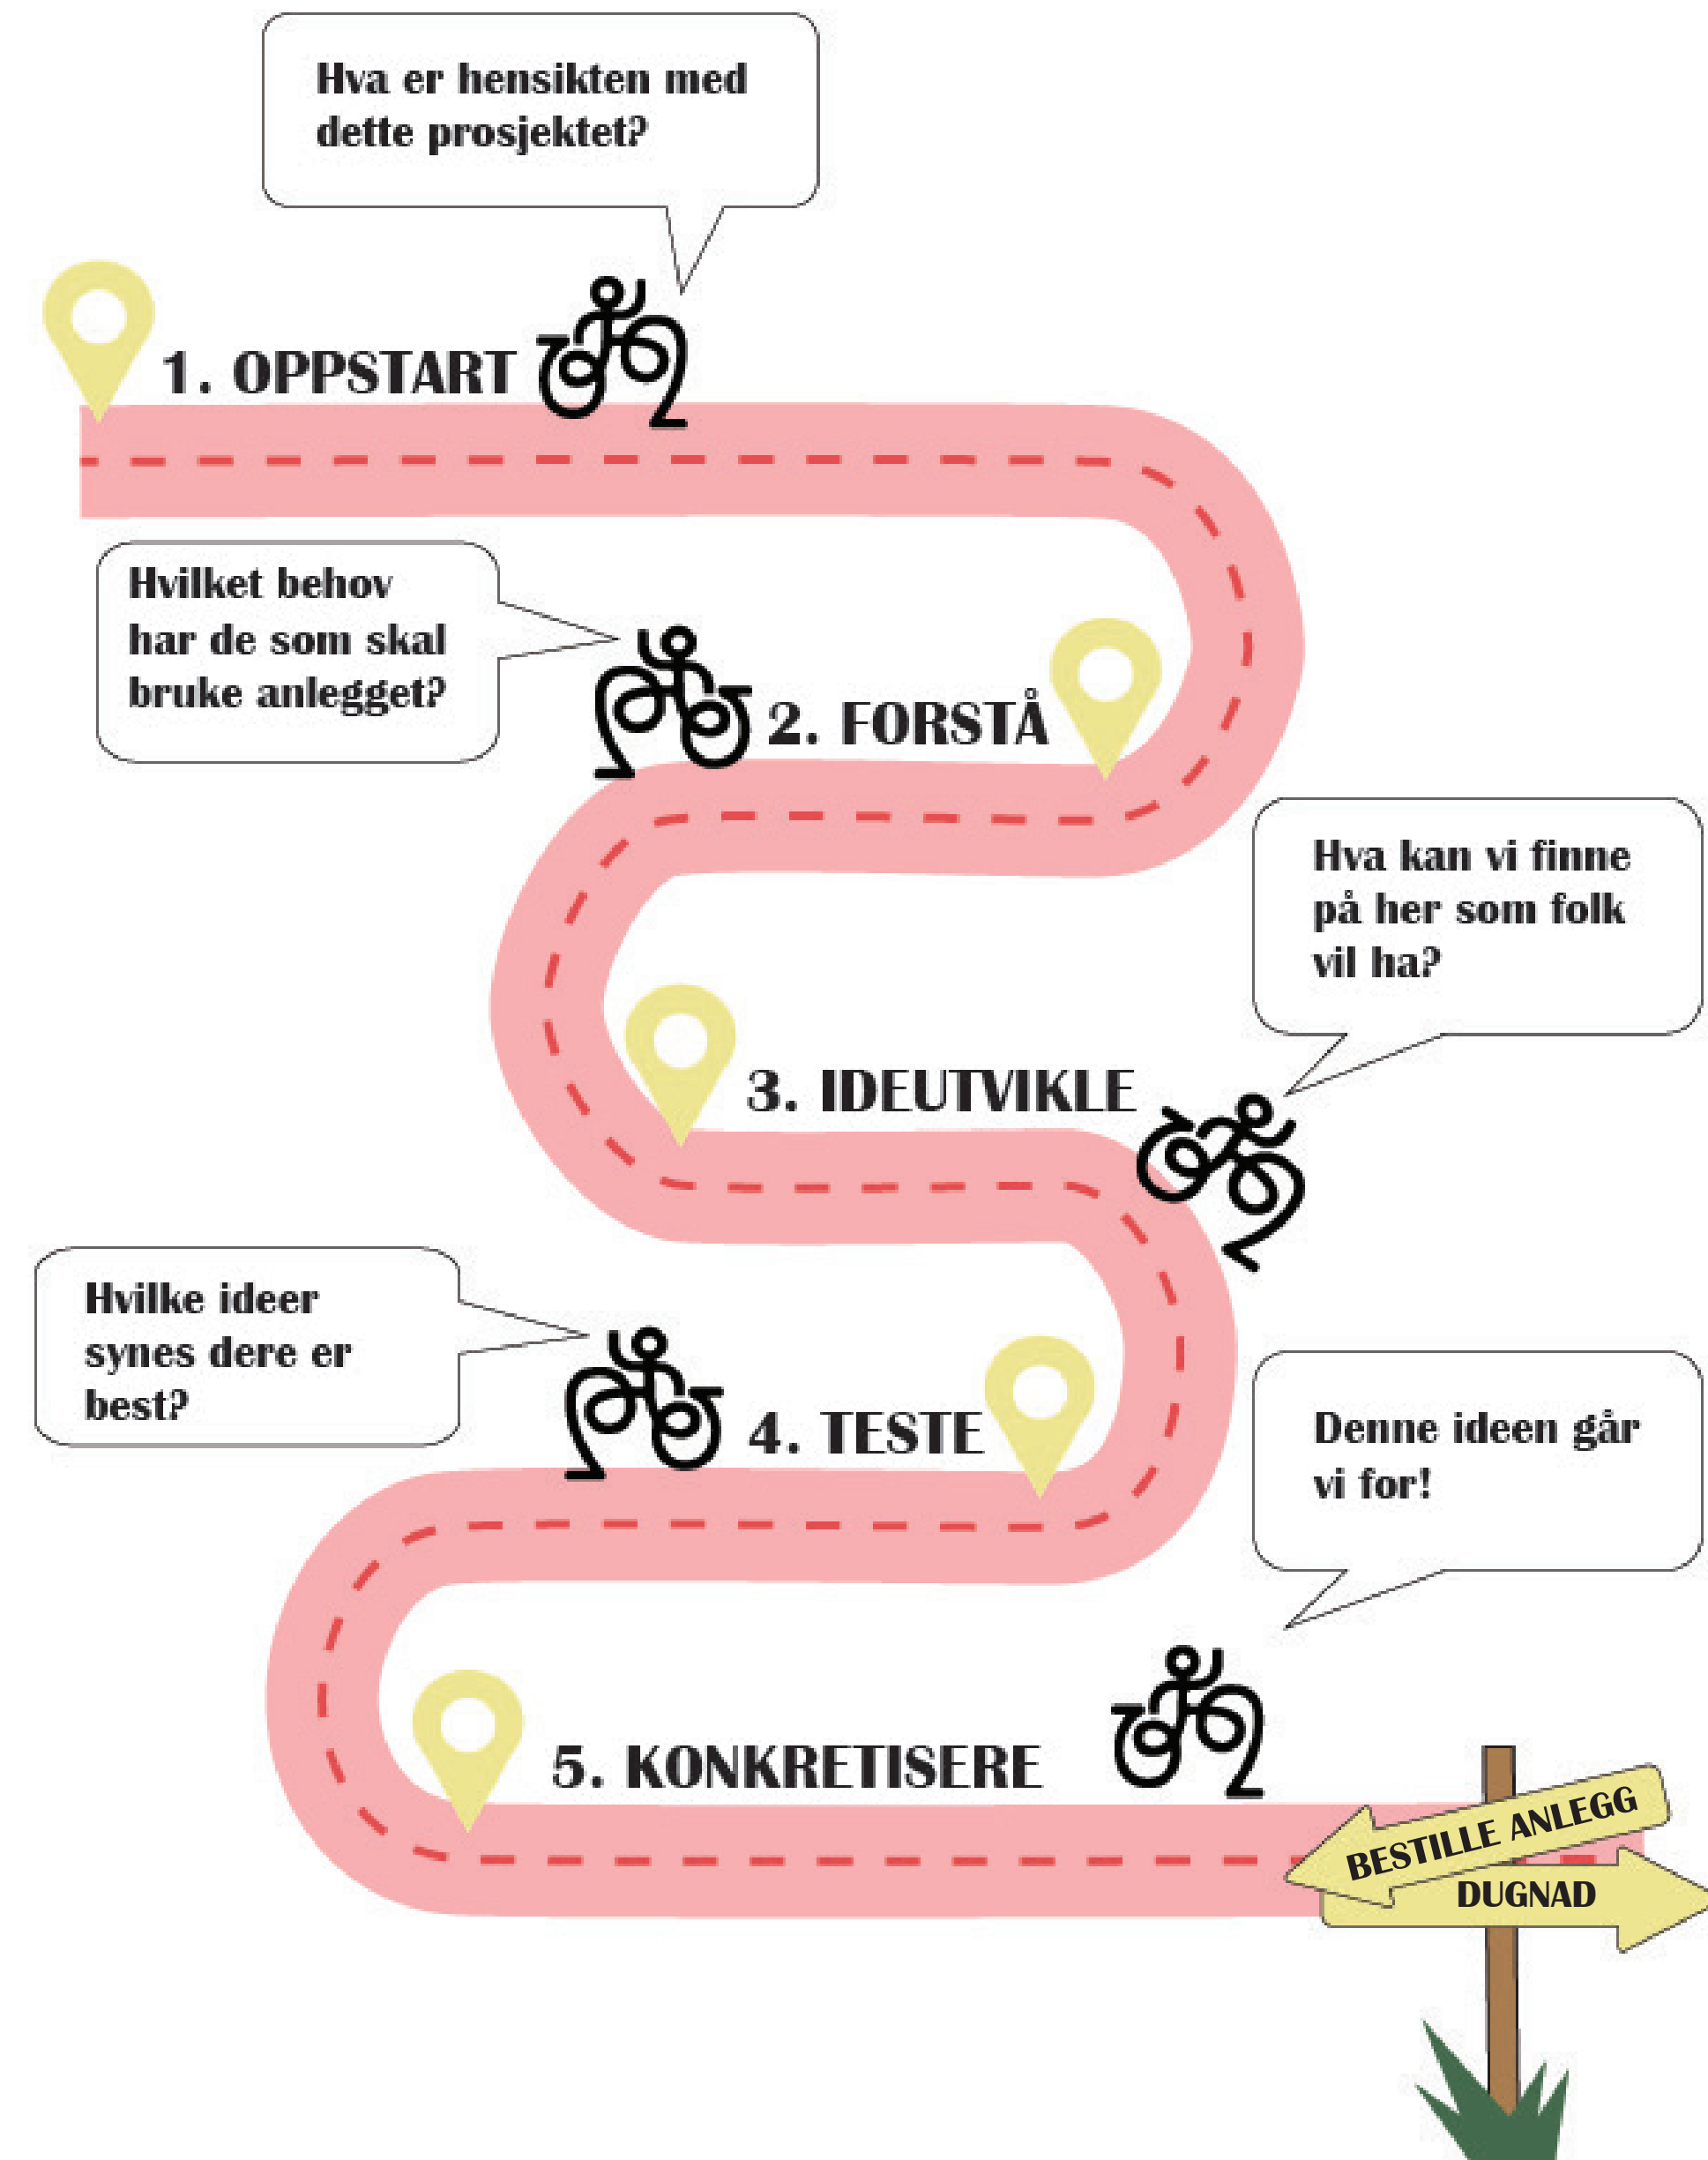 Hva er hensikten med
dette prosjektet?
1. OPPSTART
Hvilket behov
har de som skal
bruke anlegget?
2. FORSTÅ
Hva kan vi finne
på her som folk
vil ha?
3. IDEUTVIKLE
Hvilke ideer
synes dere er
best?
4. TESTE
Denne ideen går
vi for!
5. KONKRETISERE
BESTILLE ANLEGG
DUGNAD